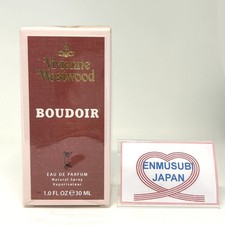 Vivienne
Westwood
BOUDOIR
EAU DE PARFUM
Natural Spray
Vaporisateur
1.0 FL OZ 30 ML
ENMUSUBI
JAPAN